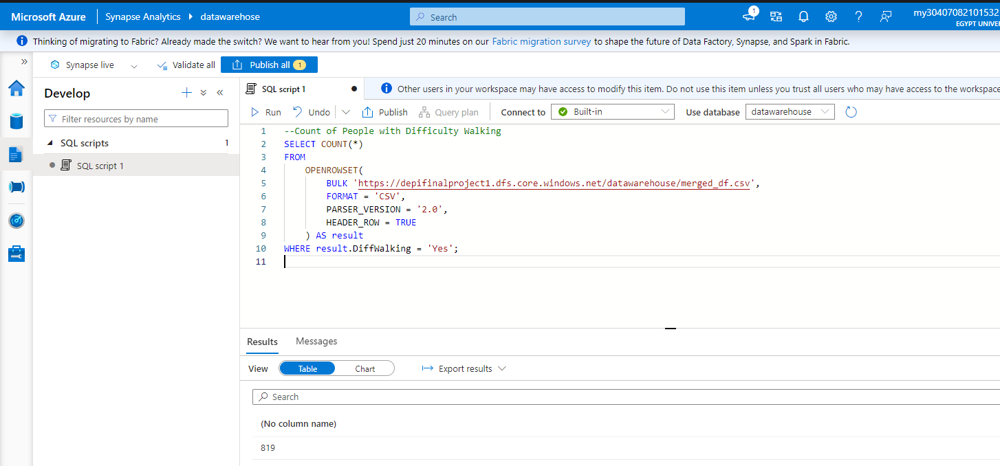 Microsoft Azure
Synapse Analytics
datawarehose
Search
1
my30407082101532
EGYPT UNIVER
Thinking of migrating to Fabric? Already made the switch? We want to hear from you! Spend just 20 minutes on our Fabric migration survey to shape the future of Data Factory, Synapse, and Spark in Fabric.
Synapse live
Validate all
Publish all 1
Develop
Filter resources by name
SQL scripts 1
SQL script 1
SQL script 1
Other users in your workspace may have access to modify this item. Do not use this item unless you trust all users who may have access to the workspace
Run
Undo
Publish
Query plan
Connect to
Built-in
Use database
datawarehouse
1 --Count of People with Difficulty Walking
2 SELECT COUNT(*)
3 FROM
4 OPENROWSET(
5 BULK 'https://depifinalproject1.dfs.core.windows.net/datawarehouse/merged_df.csv',
6 FORMAT = 'CSV',
7 PARSER_VERSION = '2.0',
8 HEADER_ROW = TRUE
9 ) AS result
10 WHERE result.DiffWalking = 'Yes';
11
Results
Messages
View
Table
Chart
Export results
Search
(No column name)
819